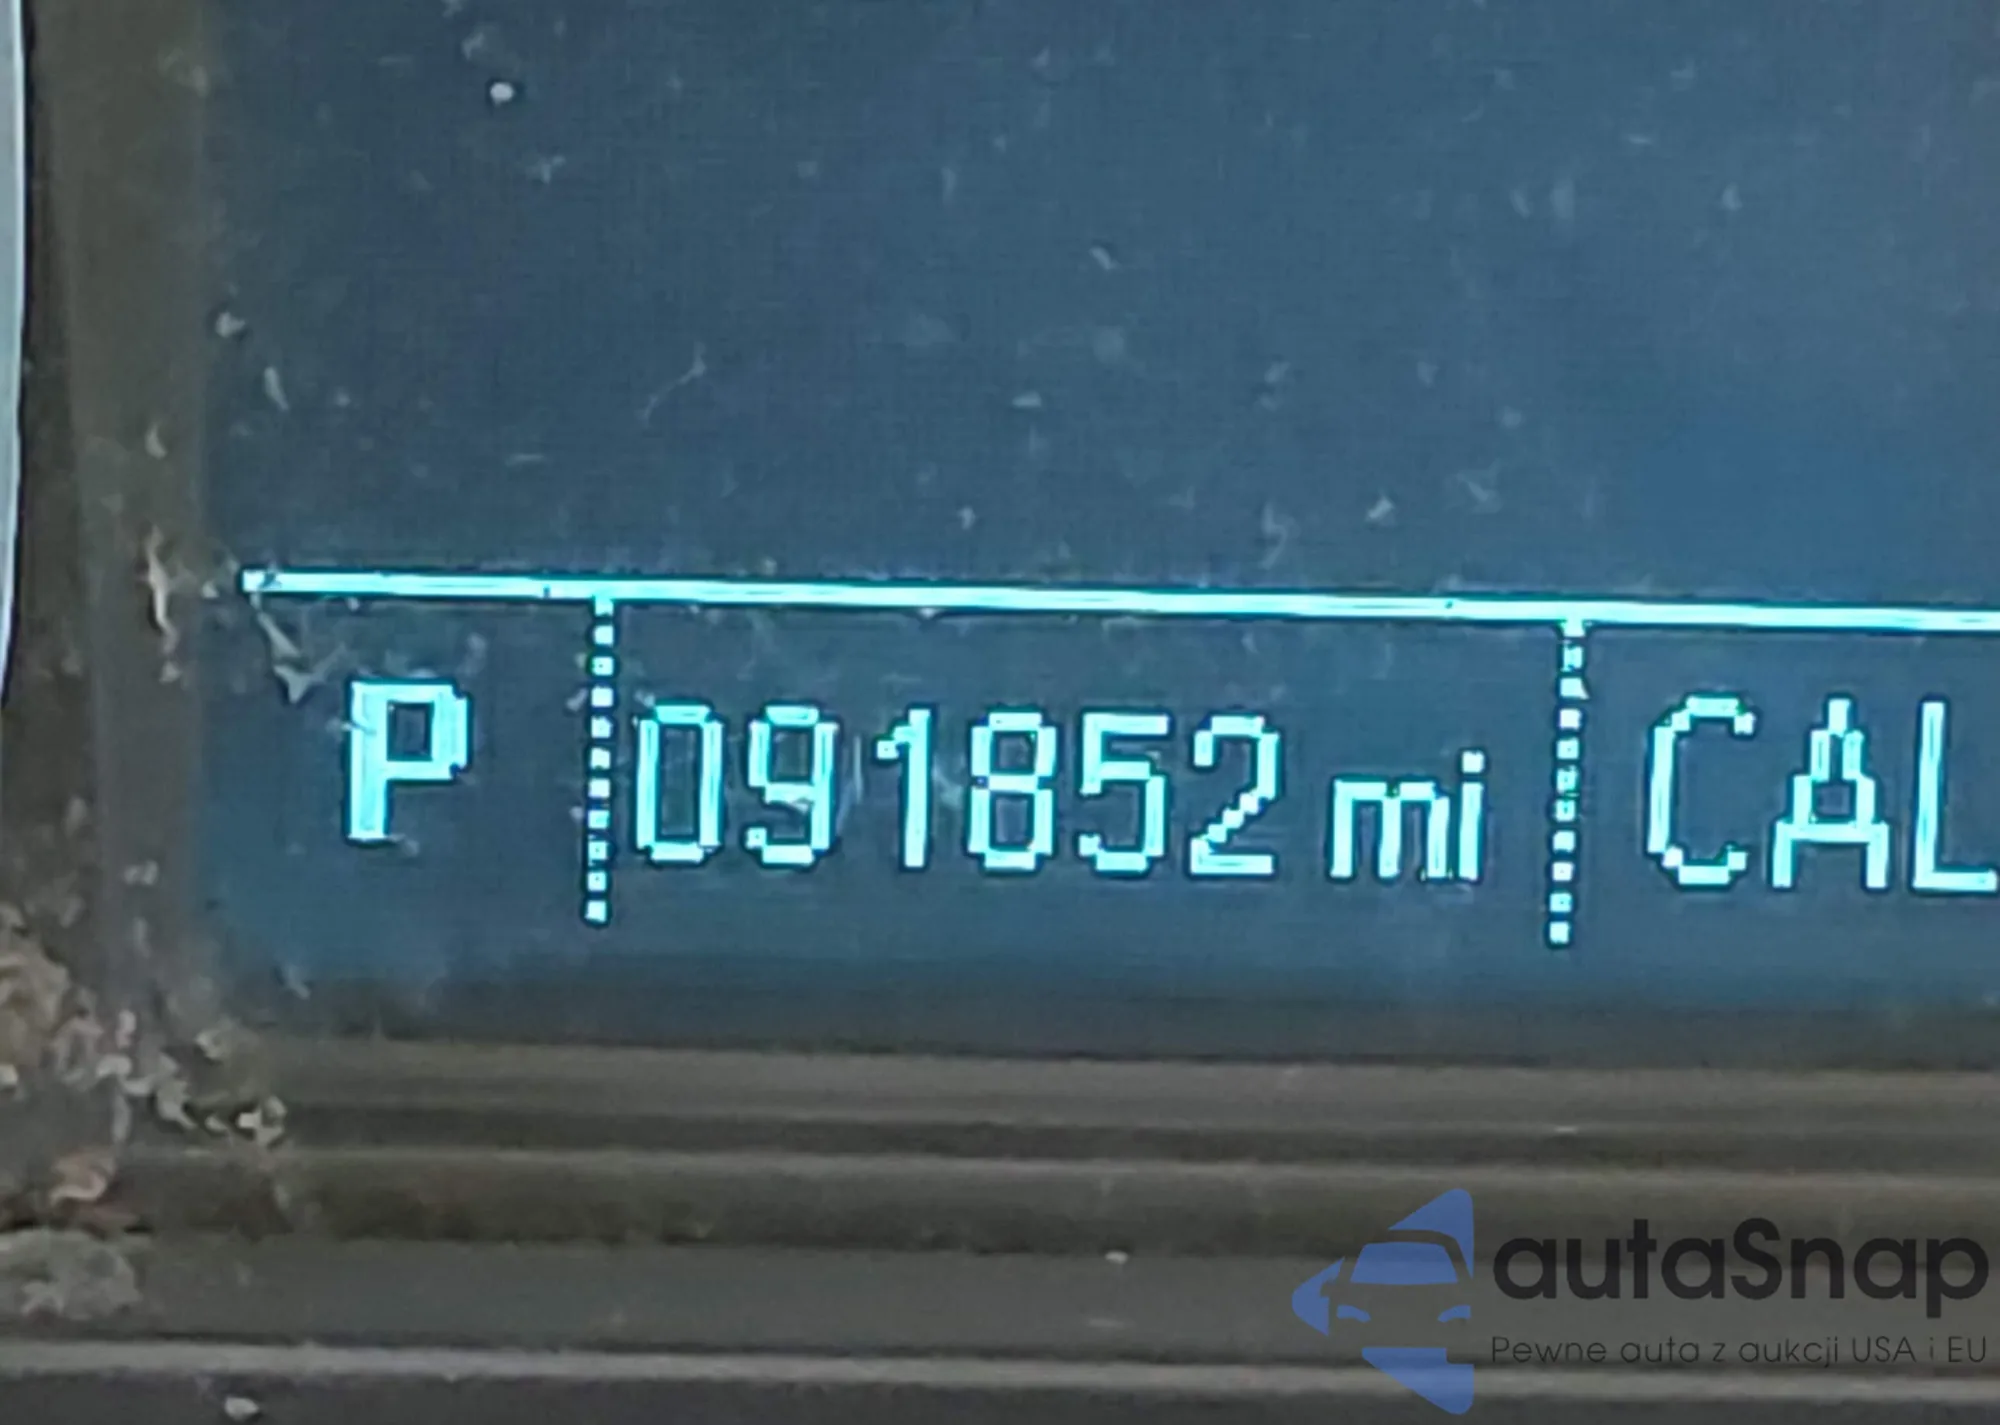 P 091852 mi CAL
autaSnap
Pewne auta z aukcji USA i EU